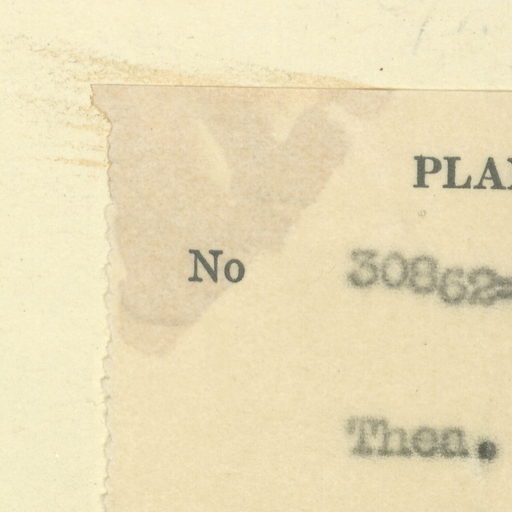 PLA
No 30862=
Thea.